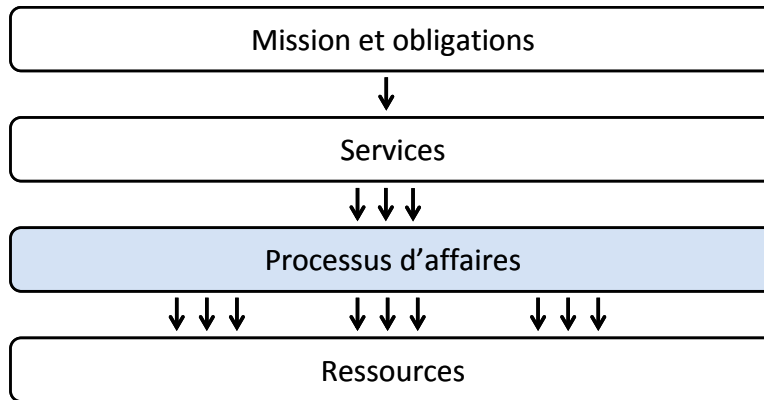 Mission et obligations
Services
Processus d’affaires
Ressources